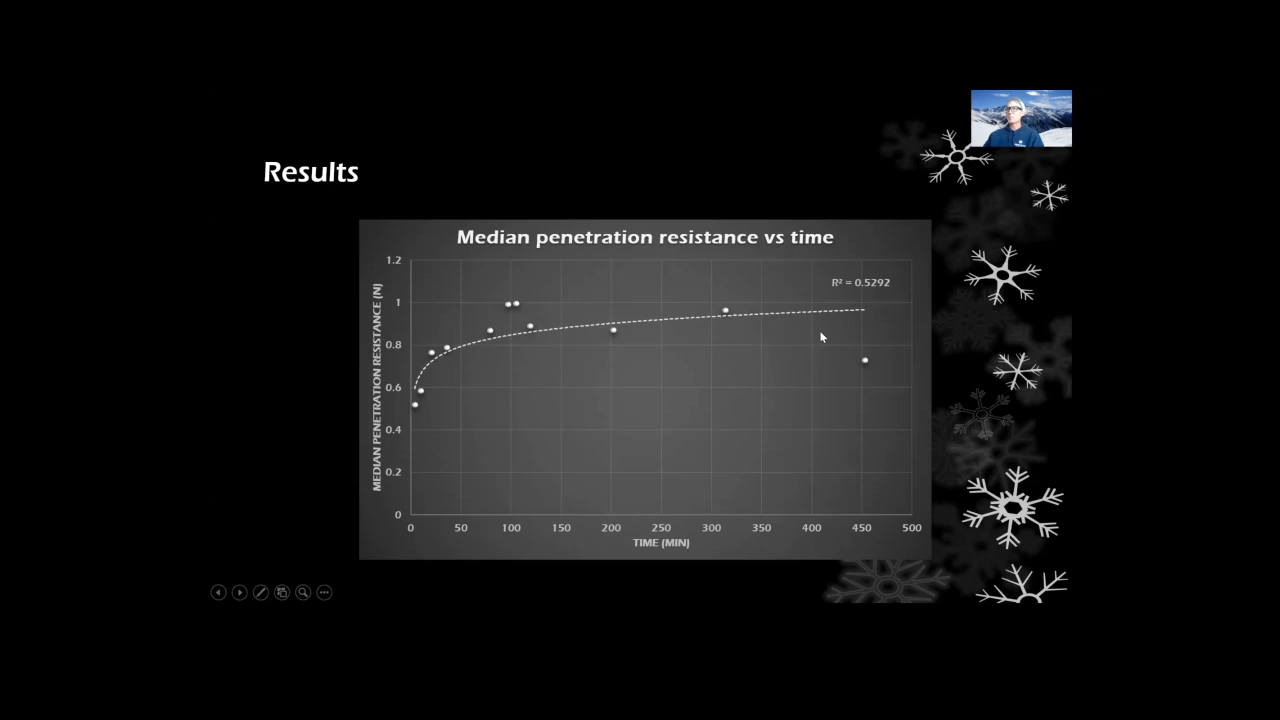 Results
Median penetration resistance vs time
R² = 0.5292
MEDIAN PENETRATION RESISTANCE (N)
1.2
1
0.8
0.6
0.4
0.2
0
0 50 100 150 200 250 300 350 400 450 500
TIME (MIN)